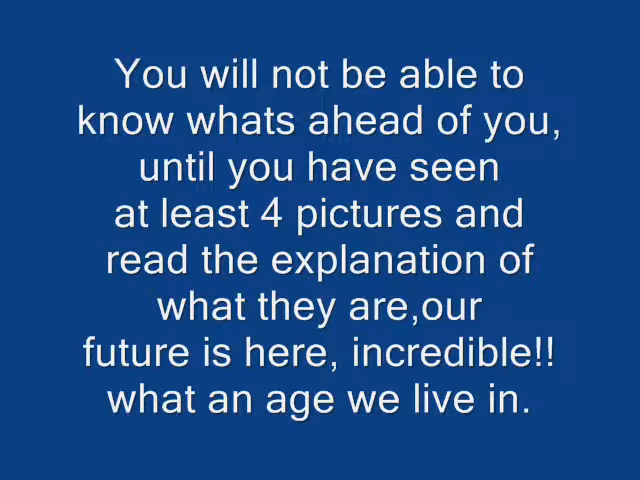 You will not be able to
know whats ahead of you,
until you have seen
at least 4 pictures and
read the explanation of
what they are,our
future is here, incredible!!
what an age we live in.